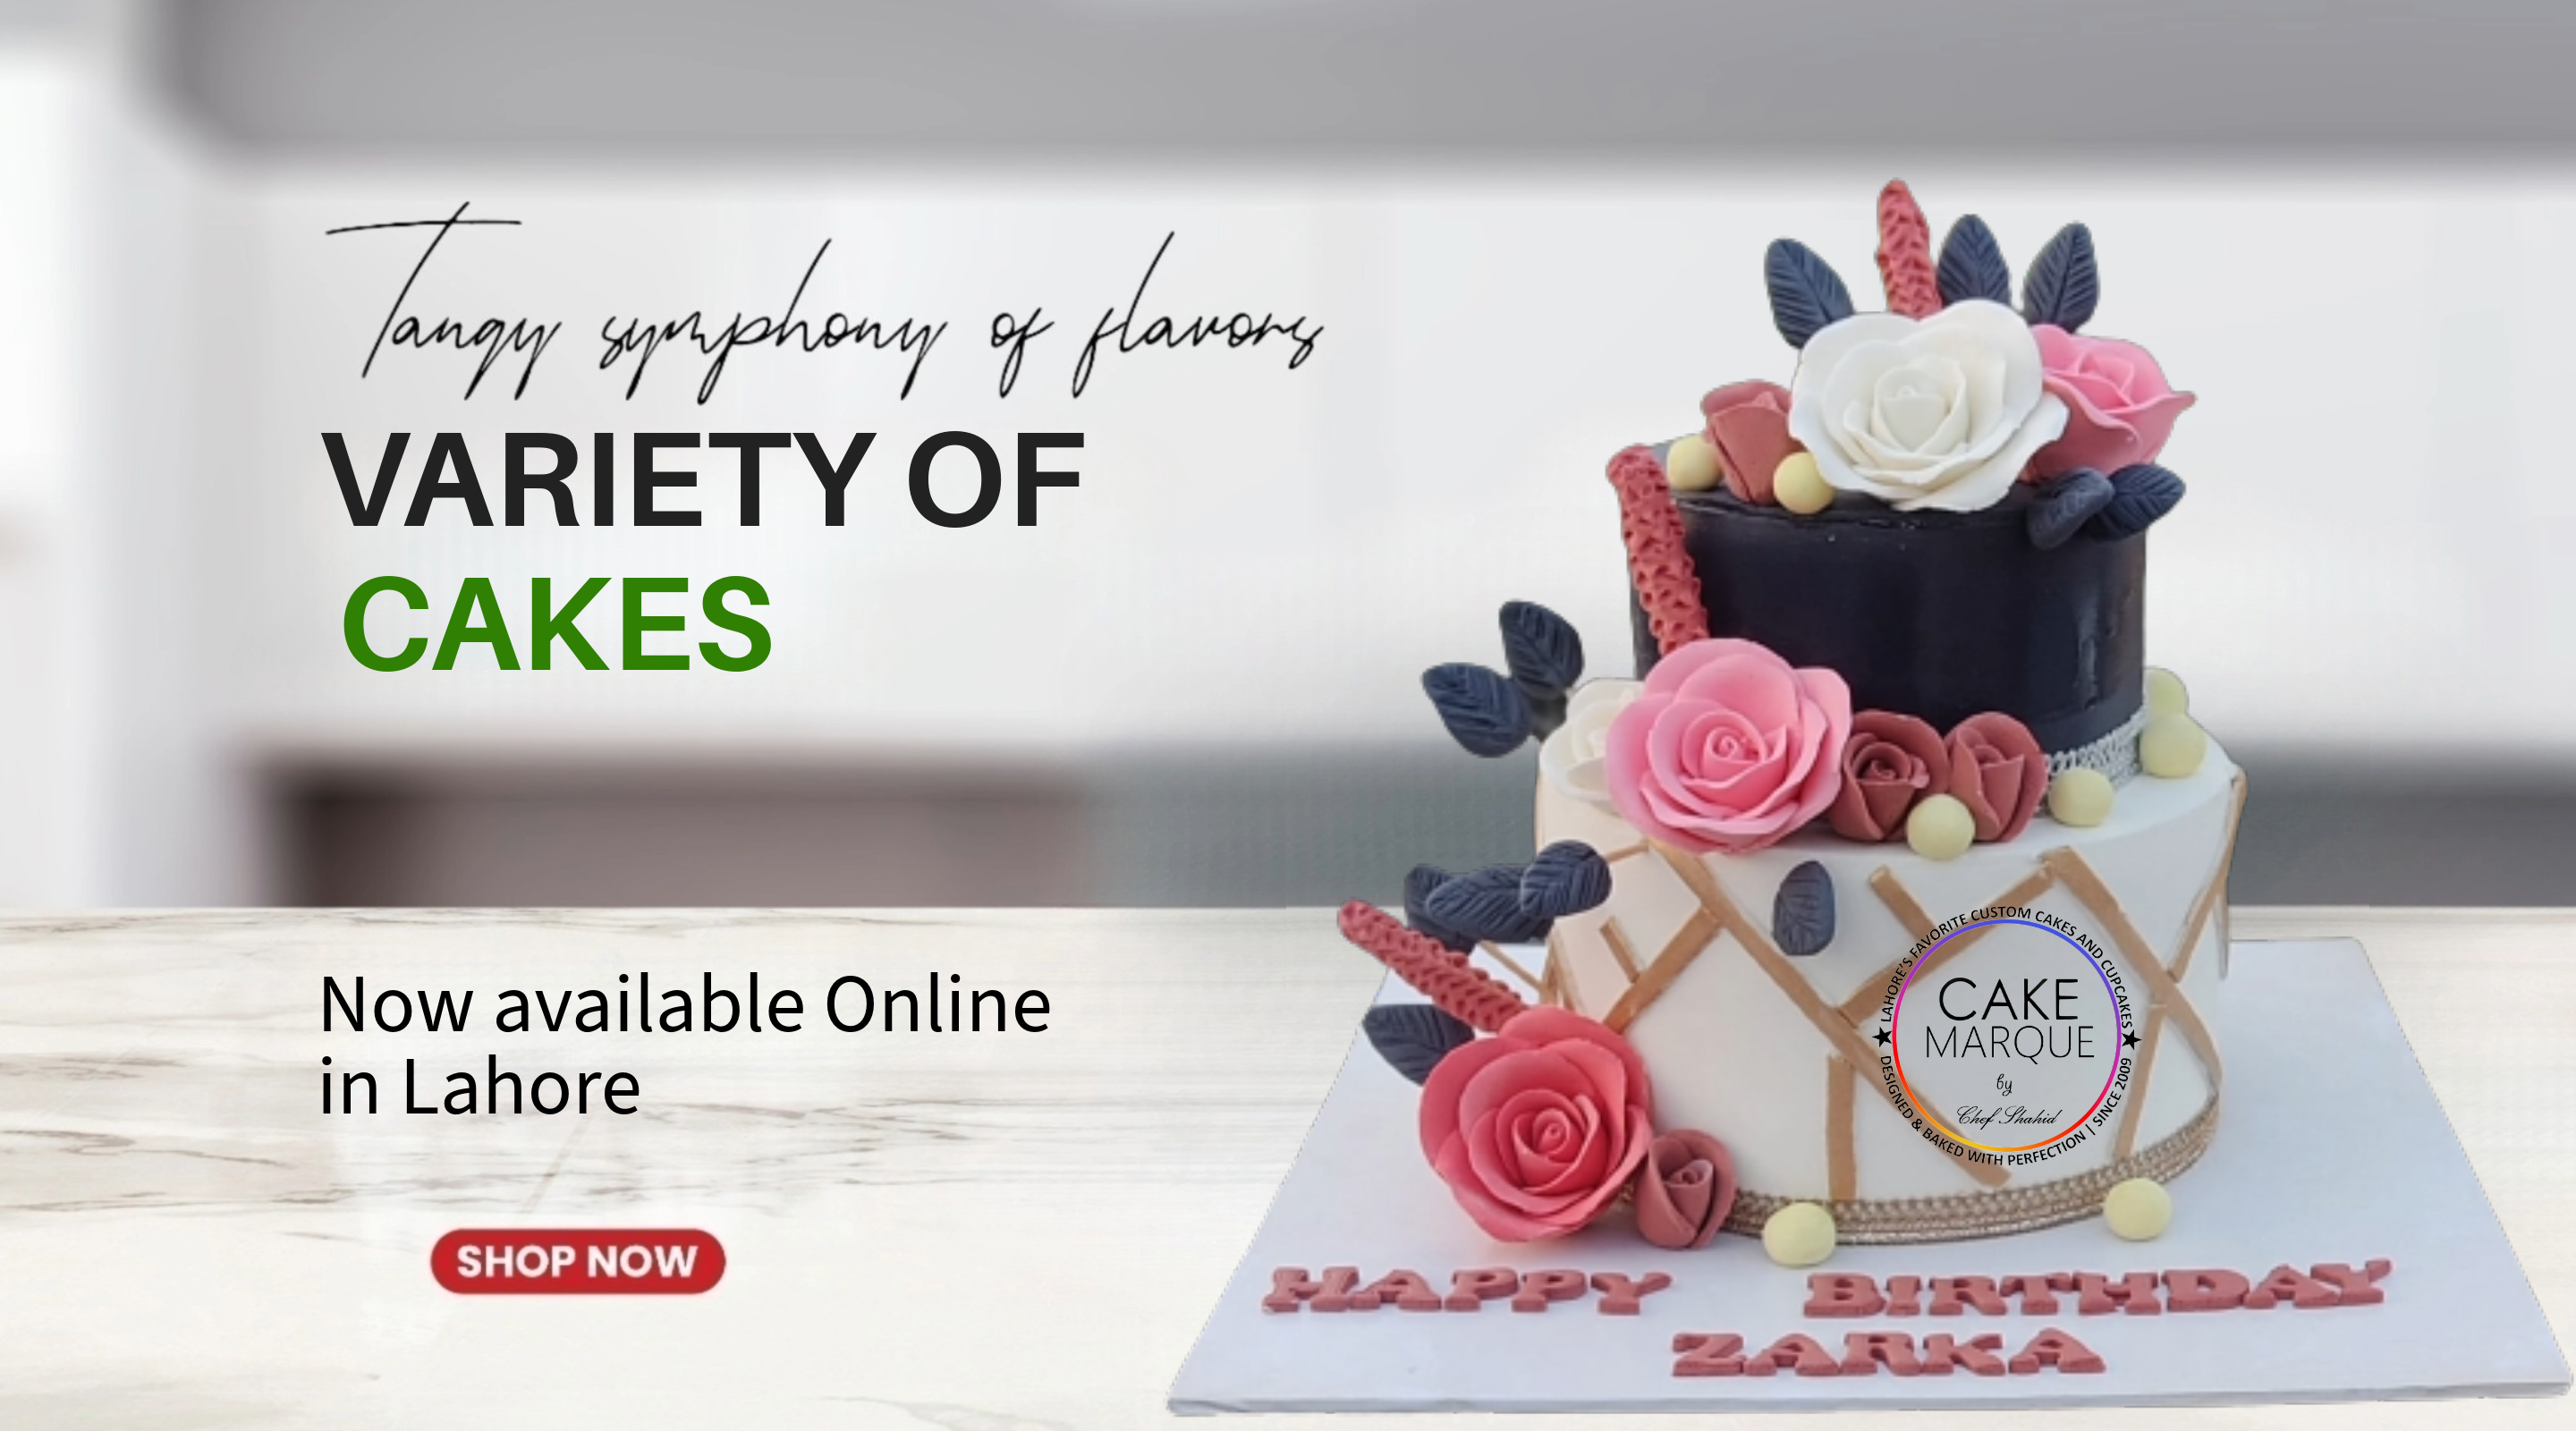 Tangy symphony of flavors
VARIETY OF
CAKES
Now available Online
in Lahore
SHOP NOW
LAHORE'S FAVORITE CUSTOM CAKES AND CUPCAKES
CAKE
MARQUE
by
Chef Shahid
DESIGNED & BAKED WITH PERFECTION | SINCE 2009
HAPPY BIRTHDAY
ZARKA